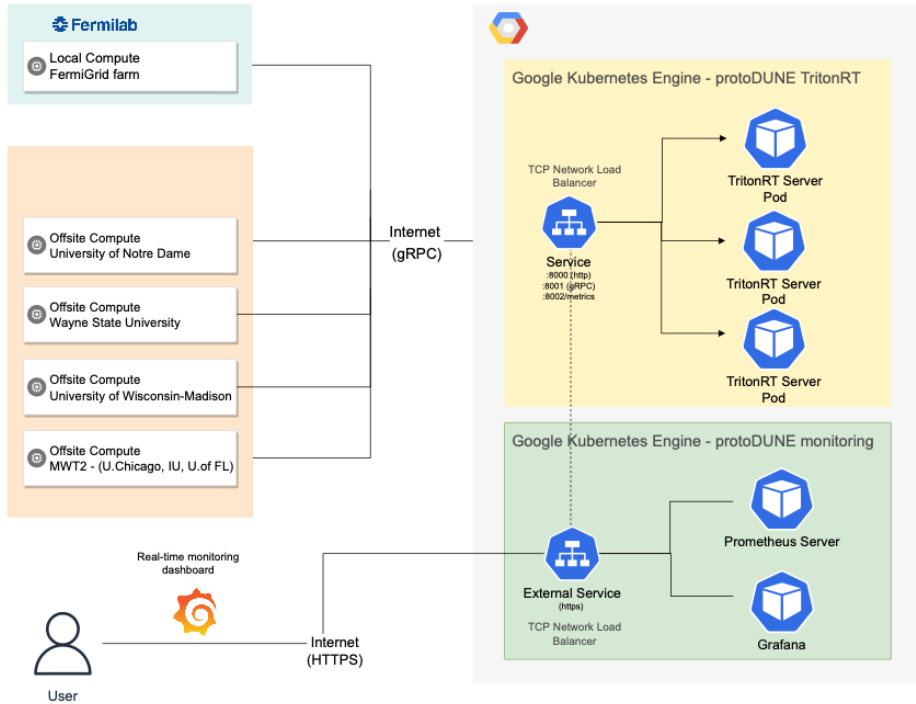 Fermilab
Local Compute
FermiGrid farm
Offsite Compute
University of Notre Dame
Offsite Compute
Wayne State University
Offsite Compute
University of Wisconsin-Madison
Offsite Compute
MWT2 - (U.Chicago, IU, U.of FL)
Internet
(gRPC)
Google Kubernetes Engine - protoDUNE TritonRT
TCP Network Load
Balancer
Service
:8000 (http)
:8001 (gRPC)
:8002/metrics
TritonRT Server
Pod
TritonRT Server
Pod
TritonRT Server
Pod
Google Kubernetes Engine - protoDUNE monitoring
Prometheus Server
External Service
(https)
TCP Network Load
Balancer
Grafana
Real-time monitoring
dashboard
Internet
(HTTPS)
User